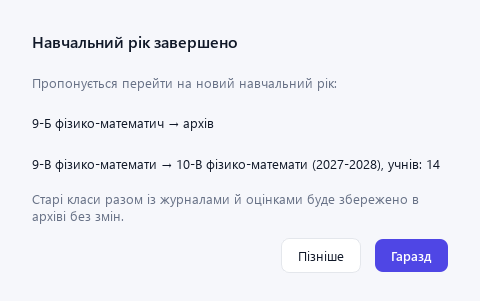 Навчальний рік завершено
Пропонується перейти на новий навчальний рік:
9-Б фізико-математич → архів
9-В фізико-математи → 10-В фізико-математи (2027-2028), учнів: 14
Старі класи разом із журналами й оцінками буде збережено в
архіві без змін.
Пізніше
Гаразд